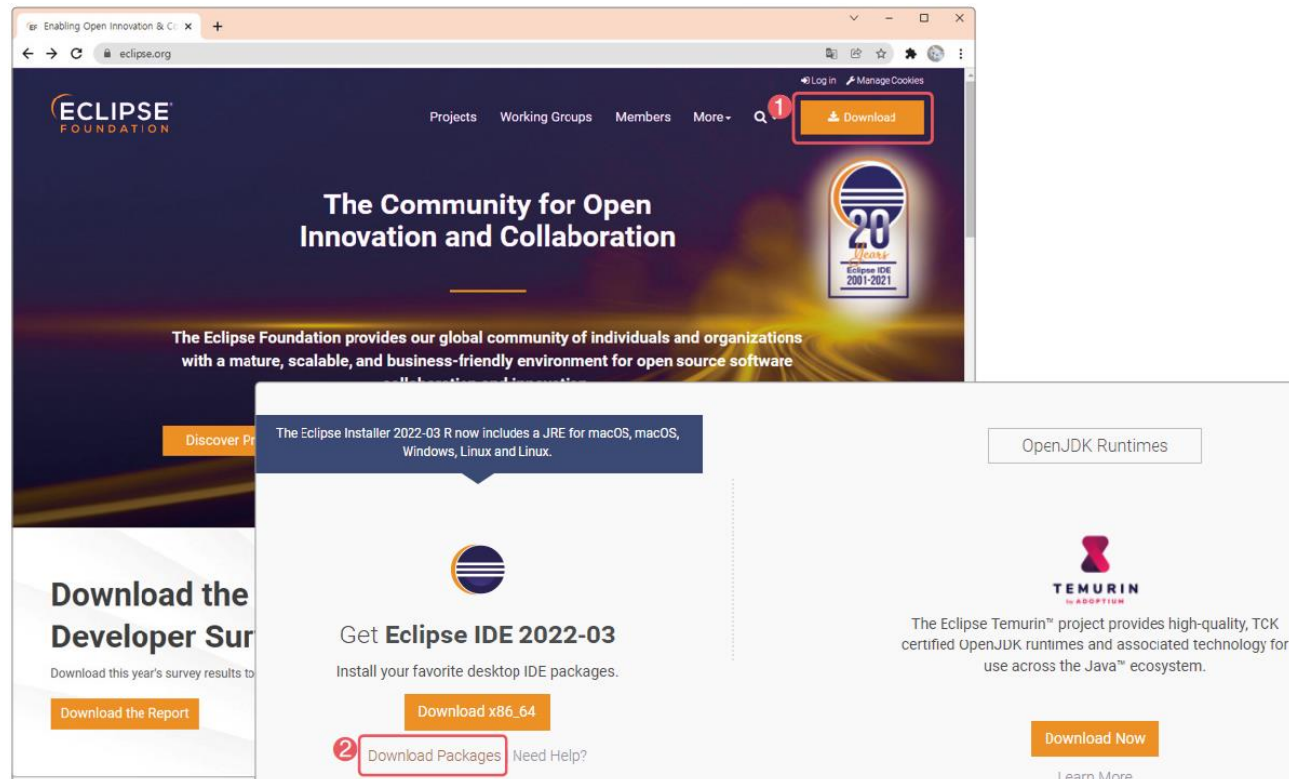 Enabling Open Innovation & Co
eclipse.org
Log in Manage Cookies
ECLIPSE
FOUNDATION
Projects Working Groups Members More
1
Download
The Community for Open
Innovation and Collaboration
20
Years
Eclipse IDE
2001-2021
The Eclipse Foundation provides our global community of individuals and organizations
with a mature, scalable, and business-friendly environment for open source software
Discover Pr
Download the
Developer Sur
Download this year's survey results to
Download the Report
The Eclipse Installer 2022-03 R now includes a JRE for macOS, macOS,
Windows, Linux and Linux.
Get Eclipse IDE 2022-03
Install your favorite desktop IDE packages.
Download x86_64
2
Download Packages Need Help?
OpenJDK Runtimes
TEMURIN
by ADOPTIUM
The Eclipse Temurin™ project provides high-quality, TCK
certified OpenJDK runtimes and associated technology for
use across the Java™ ecosystem.
Download Now
Learn More